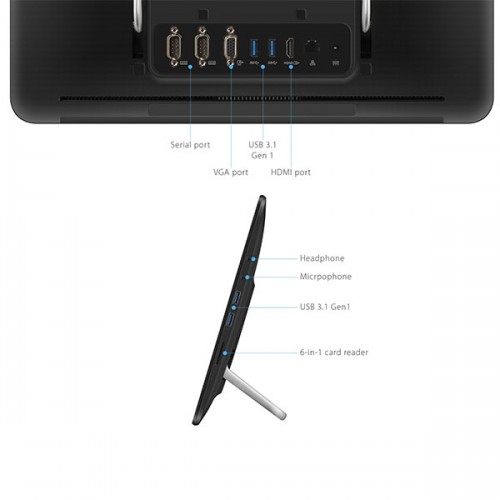 Serial port
USB 3.1
Gen 1
VGA port
HDMI port
Headphone
Micrpophone
USB 3.1 Gen1
6-in-1 card reader